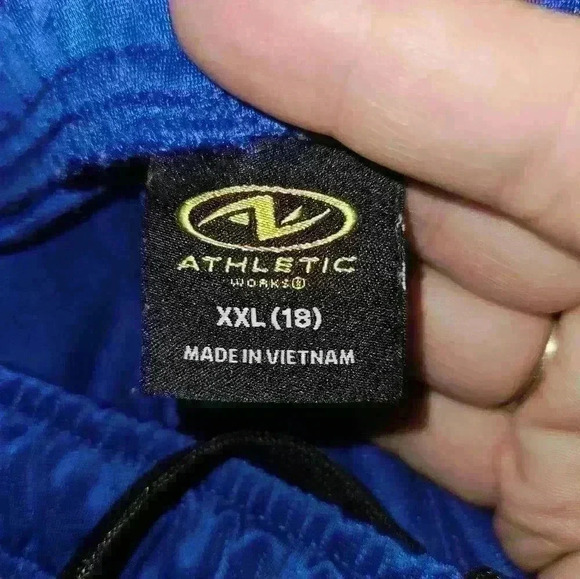 ATHLETIC
WORKS®
XXL (18)
MADE IN VIETNAM